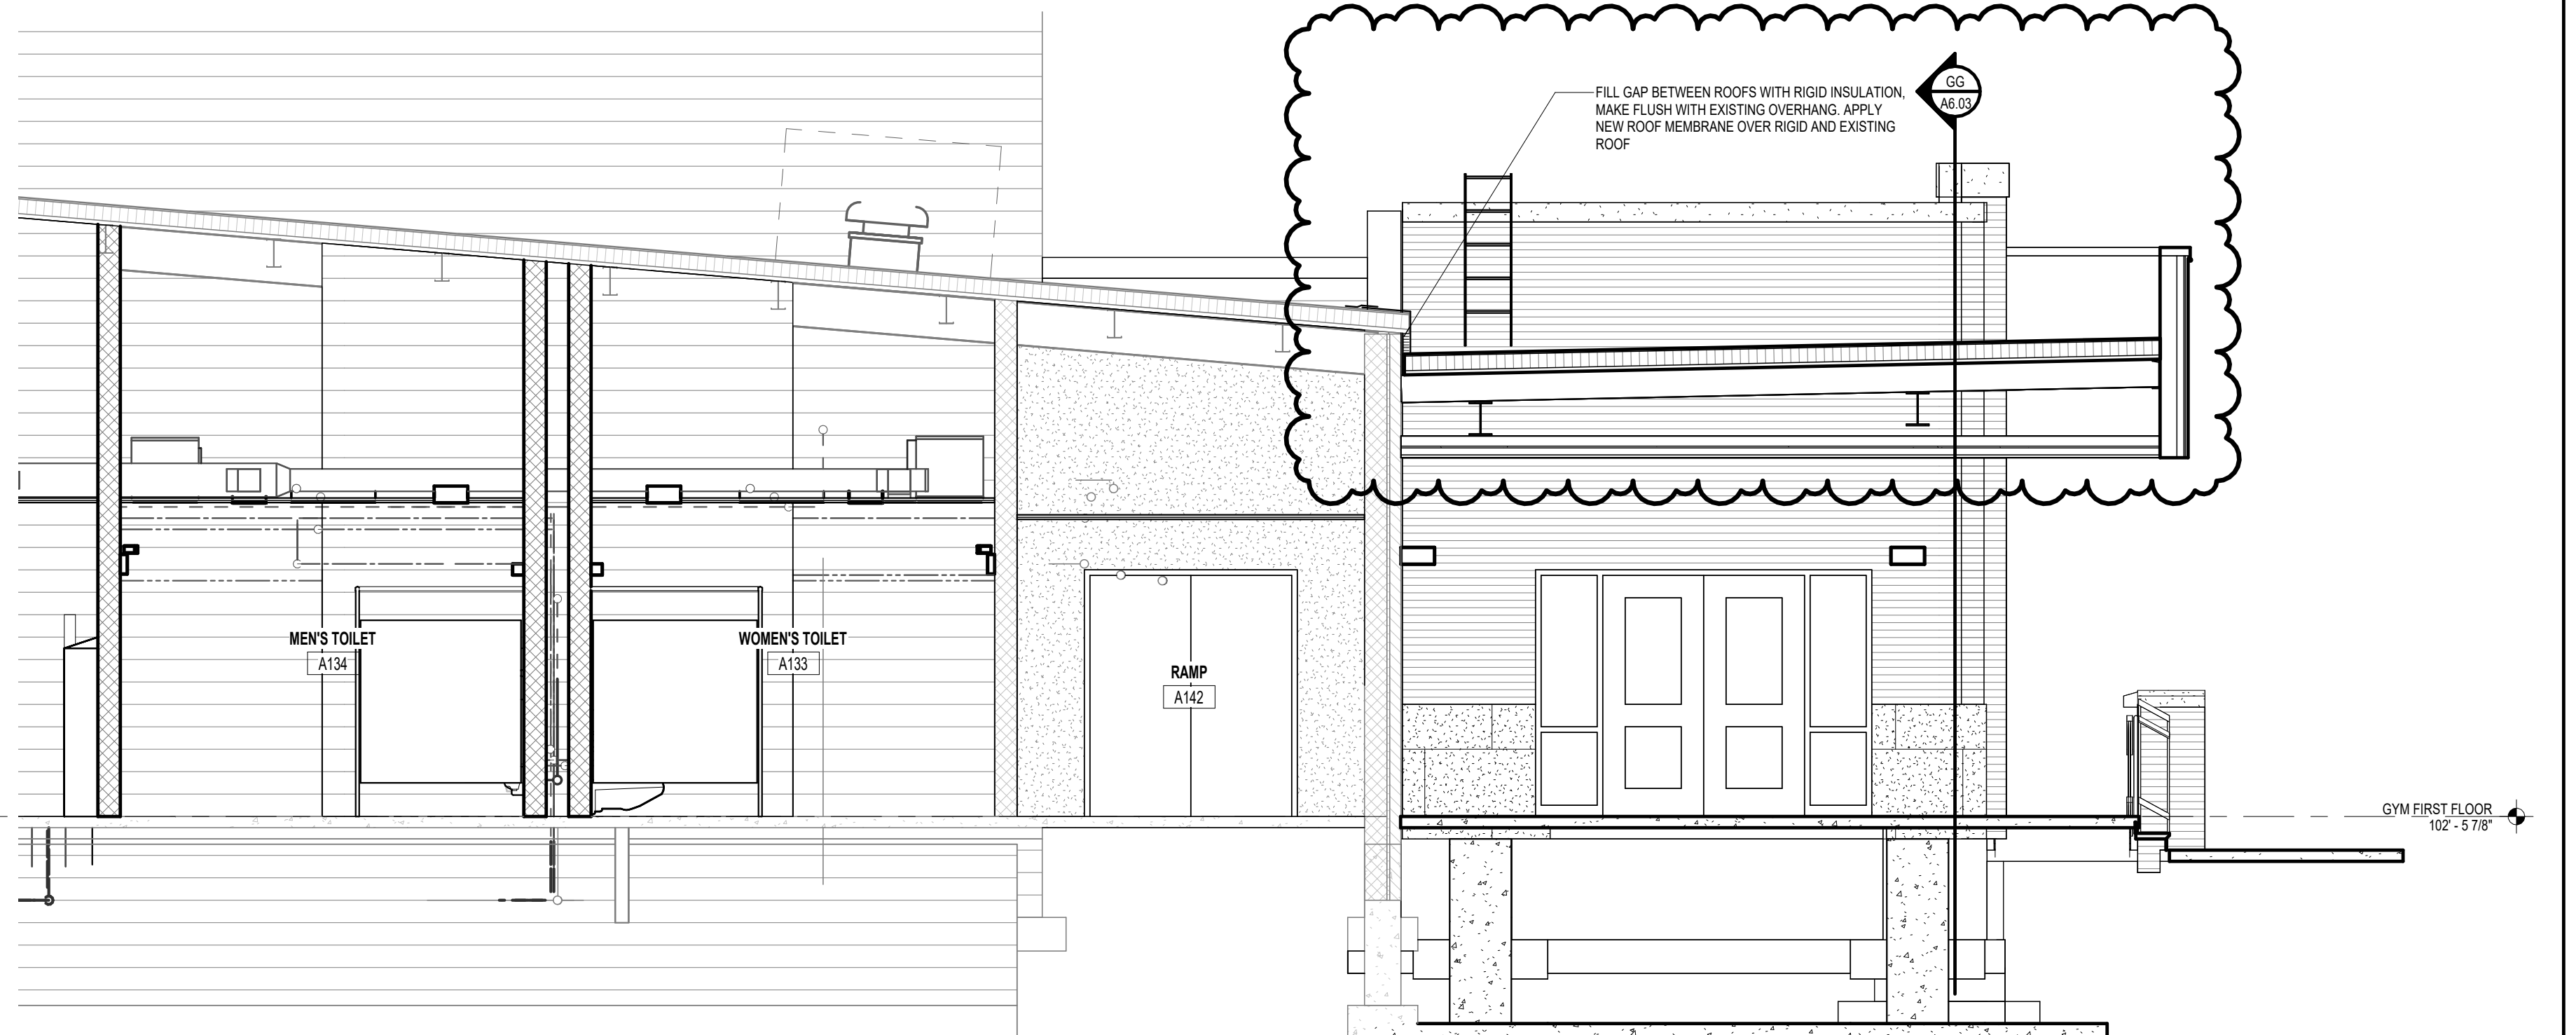 FILL GAP BETWEEN ROOFS WITH RIGID INSULATION,
MAKE FLUSH WITH EXISTING OVERHANG. APPLY
NEW ROOF MEMBRANE OVER RIGID AND EXISTING
ROOF
GG
A6.03
MEN'S TOILET
A134
WOMEN'S TOILET
A133
RAMP
A142
GYM FIRST FLOOR
102' - 5 7/8"